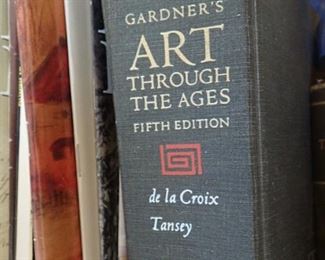 GARDNER'S
ART
THROUGH
THE AGES
FIFTH EDITION
de la Croix
Tansey